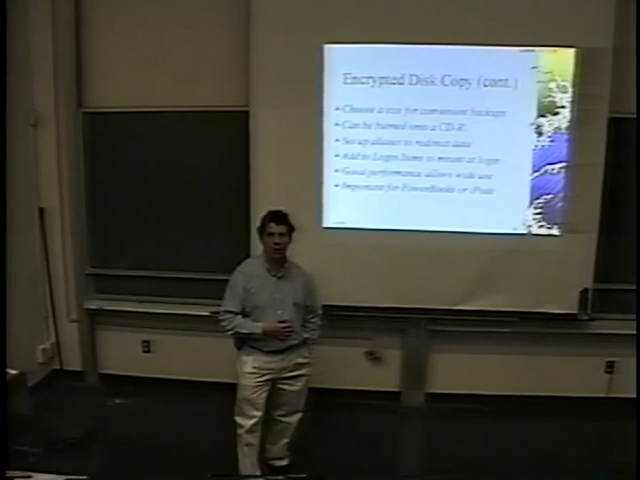 Encrypted Disk Copy (cont.)
Choose a size for convenient backups
Can be burned onto a CD-R
Set up aliases to redirect data
Add to Login Items to mount at login
Good performance allows wide use
Important for PowerBooks or iPods